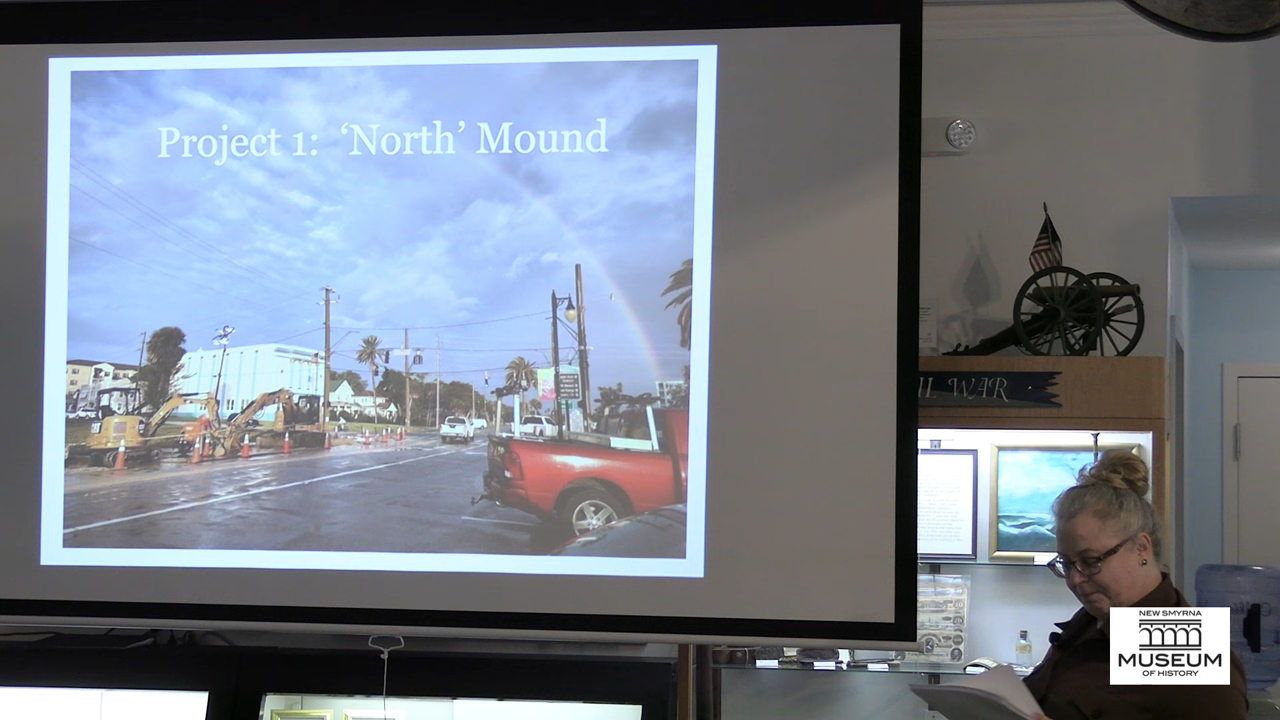 Project 1: ‘North’ Mound
IL WAR
NEW SMYRNA
MUSEUM
OF HISTORY